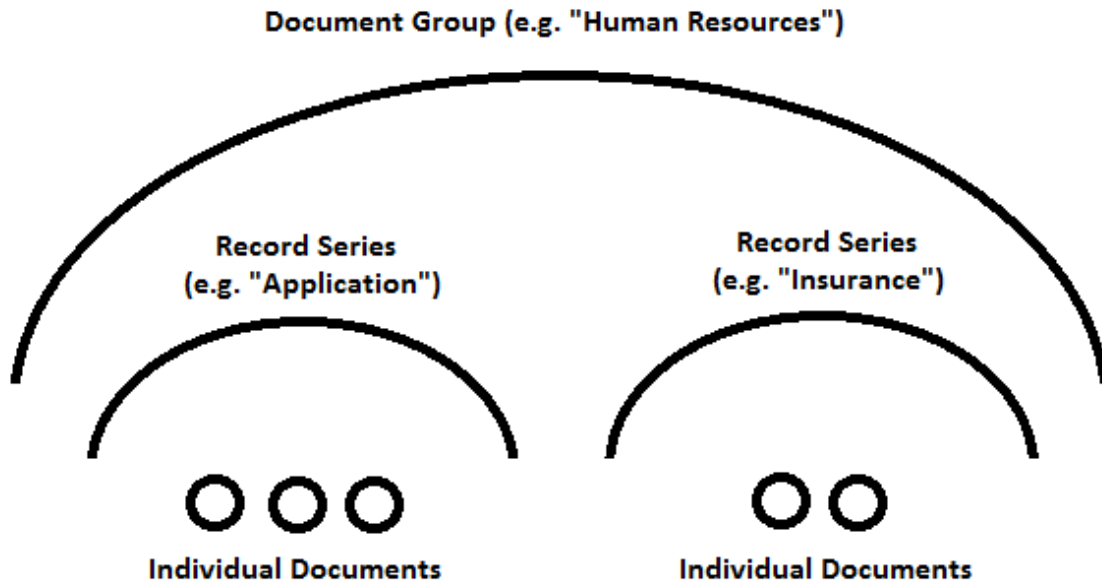 Document Group (e.g. "Human Resources")
Record Series
(e.g. "Application")
Record Series
(e.g. "Insurance")
Individual Documents
Individual Documents